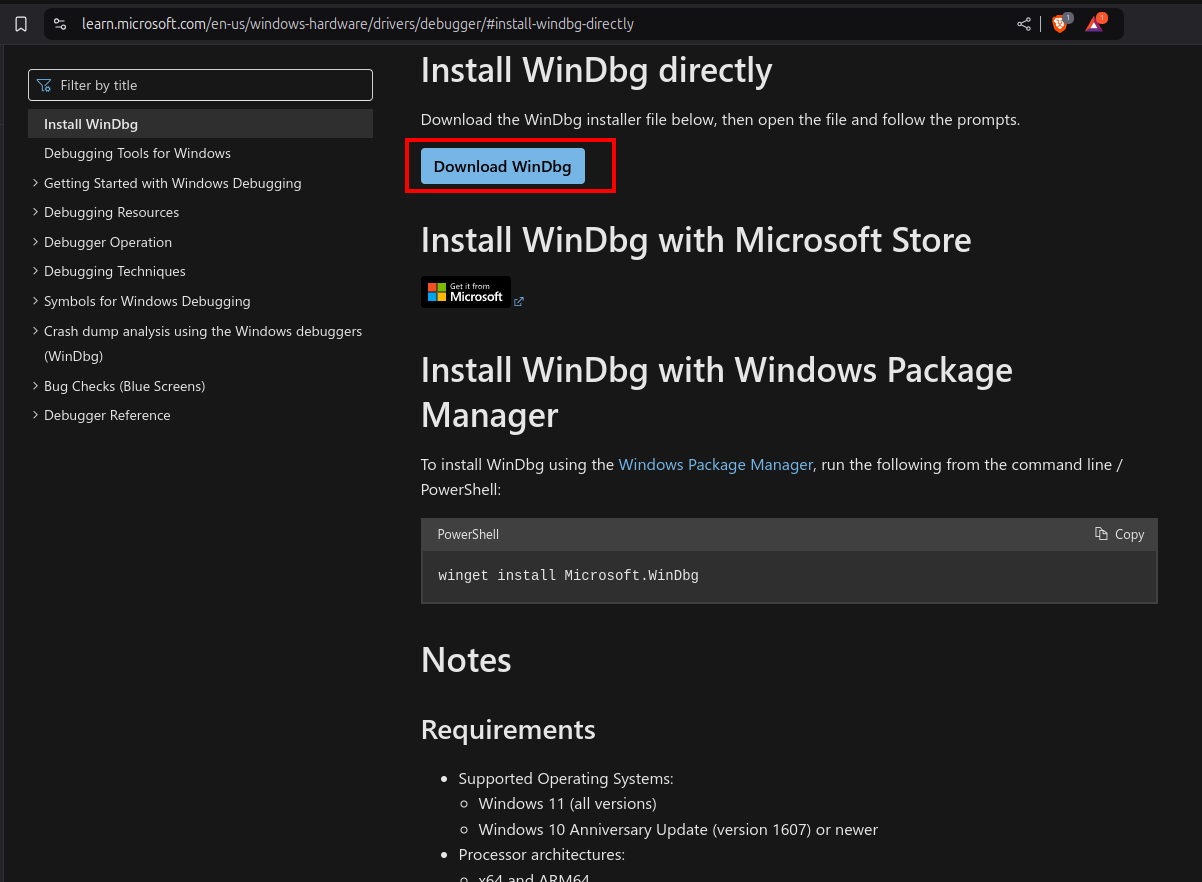 learn.microsoft.com/en-us/windows-hardware/drivers/debugger/#install-windbg-directly
1
1
Filter by title
Install WinDbg
Debugging Tools for Windows
Getting Started with Windows Debugging
Debugging Resources
Debugger Operation
Debugging Techniques
Symbols for Windows Debugging
Crash dump analysis using the Windows debuggers
(WinDbg)
Bug Checks (Blue Screens)
Debugger Reference
Install WinDbg directly
Download the WinDbg installer file below, then open the file and follow the prompts.
Download WinDbg
Install WinDbg with Microsoft Store
Get it from
Microsoft
Install WinDbg with Windows Package
Manager
To install WinDbg using the Windows Package Manager, run the following from the command line /
PowerShell:
PowerShell
Copy
winget install Microsoft.WinDbg
Notes
Requirements
Supported Operating Systems:
Windows 11 (all versions)
Windows 10 Anniversary Update (version 1607) or newer
Processor architectures:
x64 and ARM64